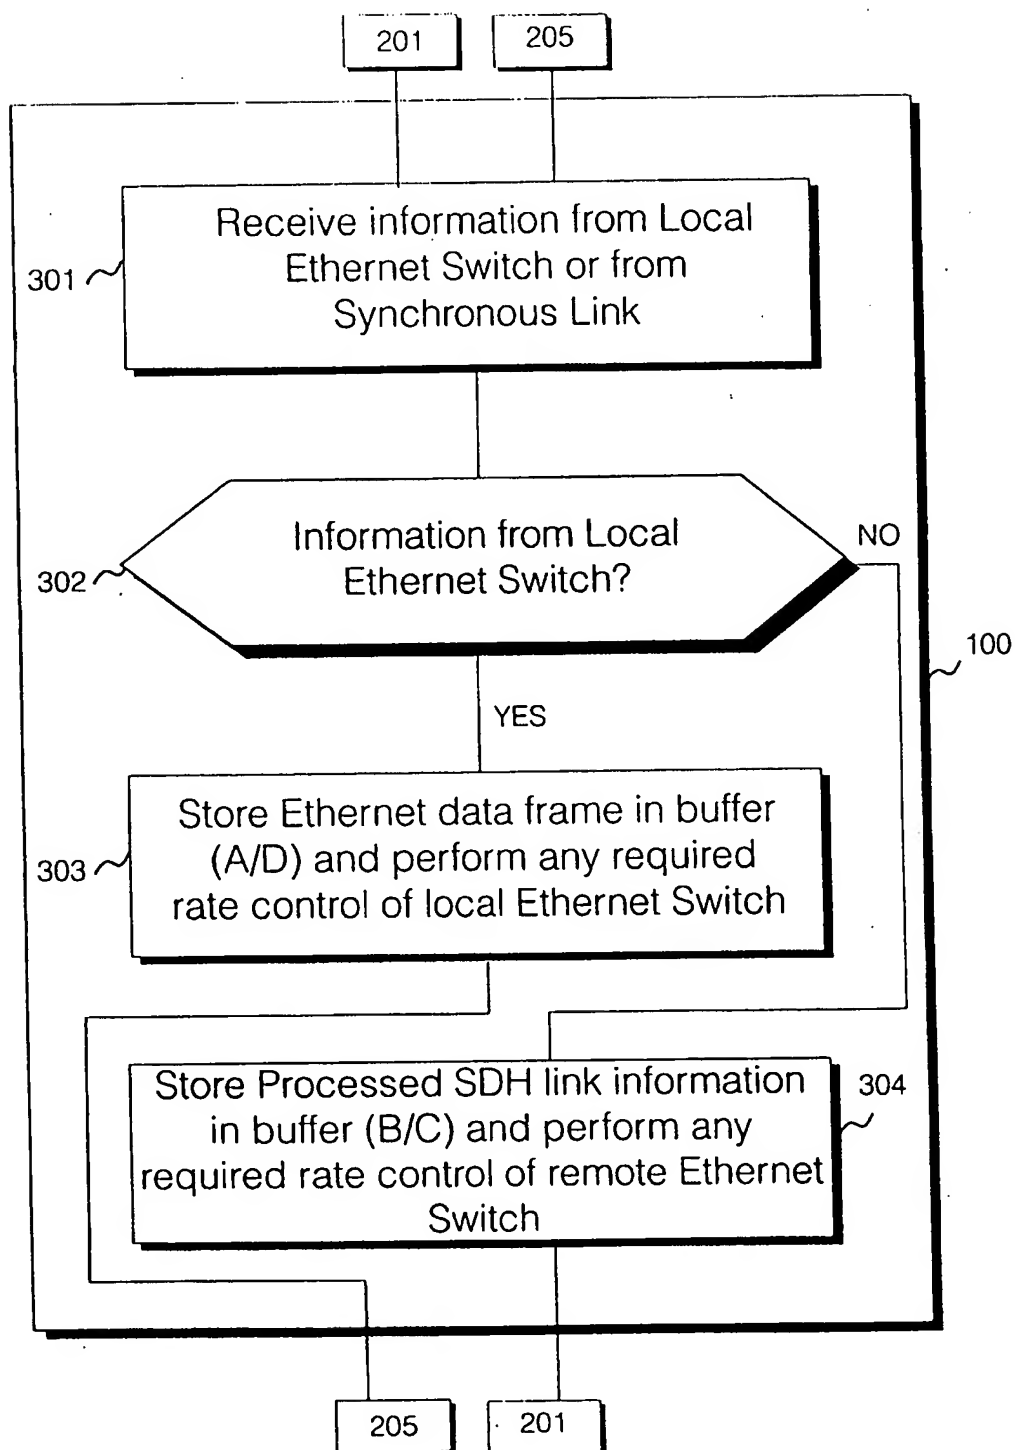 201
205
Receive information from Local
Ethernet Switch or from
Synchronous Link
301
Information from Local
Ethernet Switch?
302
NO
100
YES
Store Ethernet data frame in buffer
(A/D) and perform any required
rate control of local Ethernet Switch
303
Store Processed SDH link information
in buffer (B/C) and perform any
required rate control of remote Ethernet
Switch
304
205
201